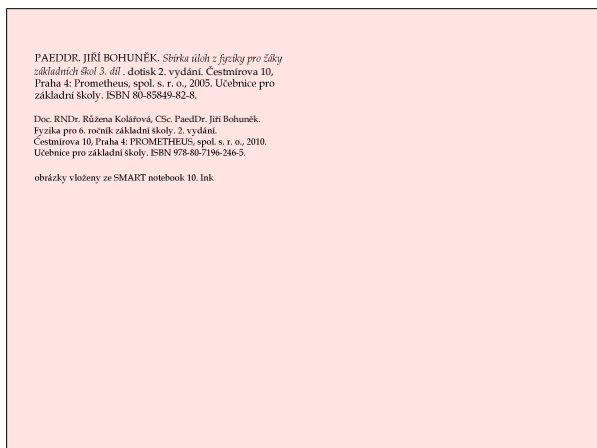 PAEDDR. JIŘÍ BOHUNĚK. Sbírka úloh z fyziky pro žáky
základních škol 3. díl . dotisk 2. vydání. Čestmírova 10,
Praha 4: Prometheus, spol. s. r. o., 2005. Učebnice pro
základní školy. ISBN 80-85849-82-8.
Doc. RNDr. Růžena Kolářová, CSc. PaedDr. Jiří Bohuněk.
Fyzika pro 6. ročník základní školy. 2. vydání.
Čestmírova 10, Praha 4: PROMETHEUS, spol. s. r. o., 2010.
Učebnice pro základní školy. ISBN 978-80-7196-246-5.
obrázky vloženy ze SMART notebook 10. Ink